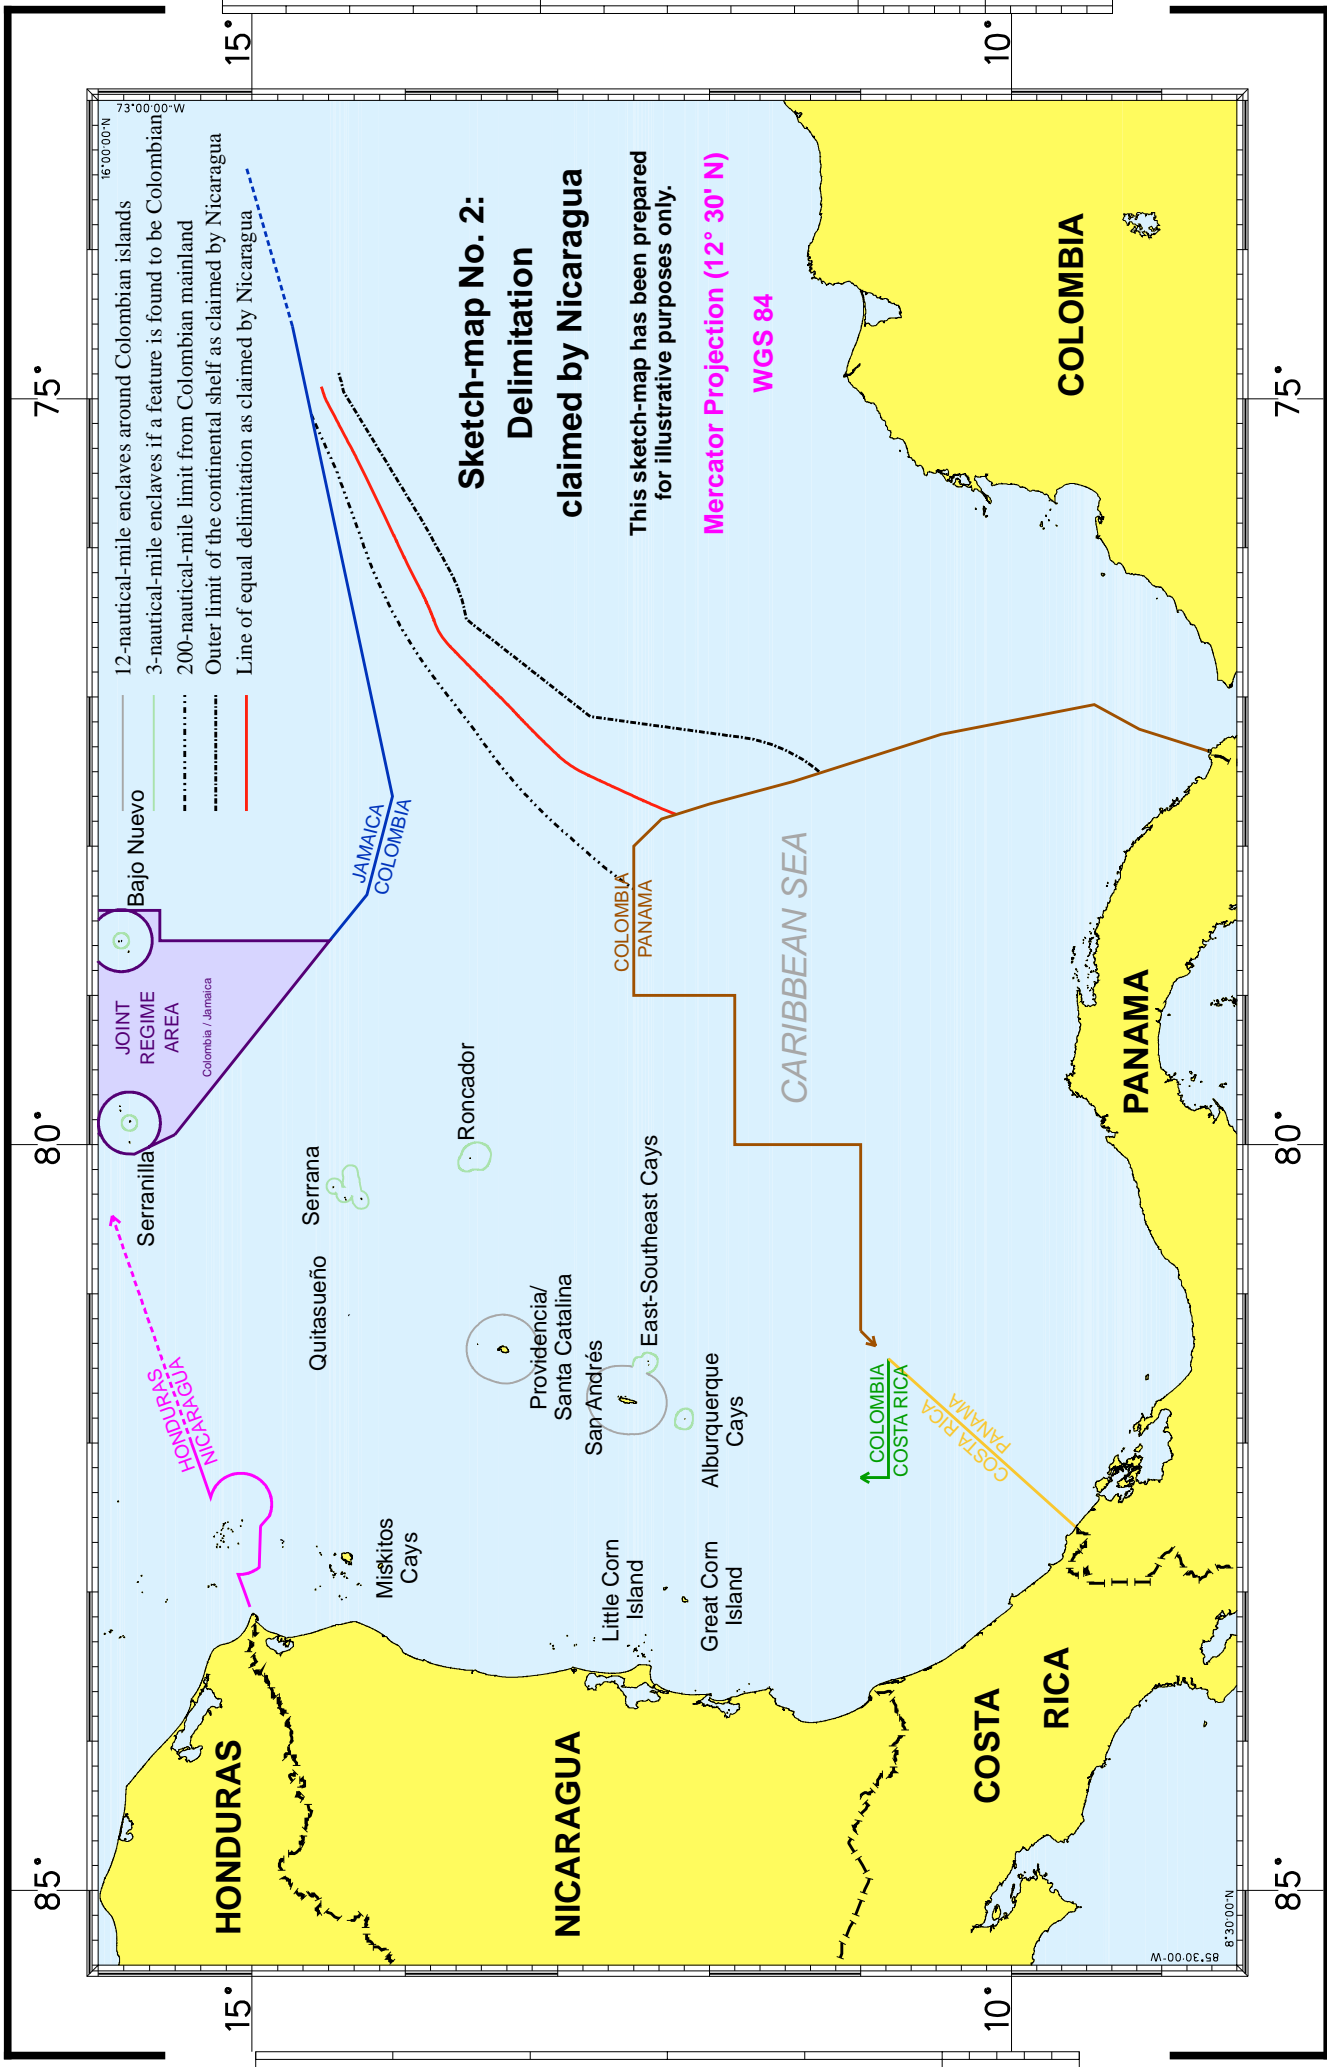 Sketch-map No. 2:
Delimitation
claimed by Nicaragua
This sketch-map has been prepared
for illustrative purposes only.
Mercator Projection (12° 30' N)
WGS 84
12-nautical-mile enclaves around Colombian islands
3-nautical-mile enclaves if a feature is found to be Colombian
200-nautical-mile limit from Colombian mainland
Outer limit of the continental shelf as claimed by Nicaragua
Line of equal delimitation as claimed by Nicaragua
16°00'00"N
73°00'00"W
85°
80°
75°
15°
15°
10°
10°
85°
80°
75°
85°30'00"W
8°30'00"N
HONDURAS
NICARAGUA
COSTA
RICA
PANAMA
COLOMBIA
CARIBBEAN SEA
HONDURAS
NICARAGUA
JAMAICA
COLOMBIA
COLOMBIA
PANAMA
COLOMBIA
COSTA RICA
COSTA RICA
PANAMA
JOINT
REGIME
AREA
Colombia / Jamaica
Bajo Nuevo
Serranilla
Serrana
Quitasueño
Roncador
Providencia/
Santa Catalina
San Andrés
East-Southeast Cays
Alburquerque
Cays
Miskitos
Cays
Little Corn
Island
Great Corn
Island